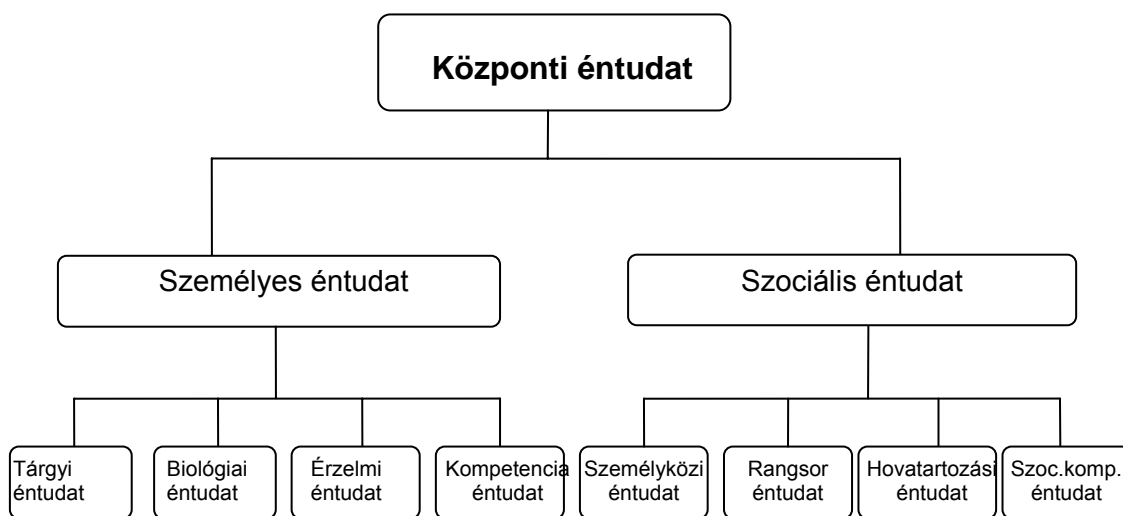 Központi éntudat
Személyes éntudat
Szociális éntudat
Tárgyi
éntudat
Biológiai
éntudat
Érzelmi
éntudat
Kompetencia
éntudat
Személyközi
éntudat
Rangsor
éntudat
Hovatartozási
éntudat
Szoc.komp.
éntudat